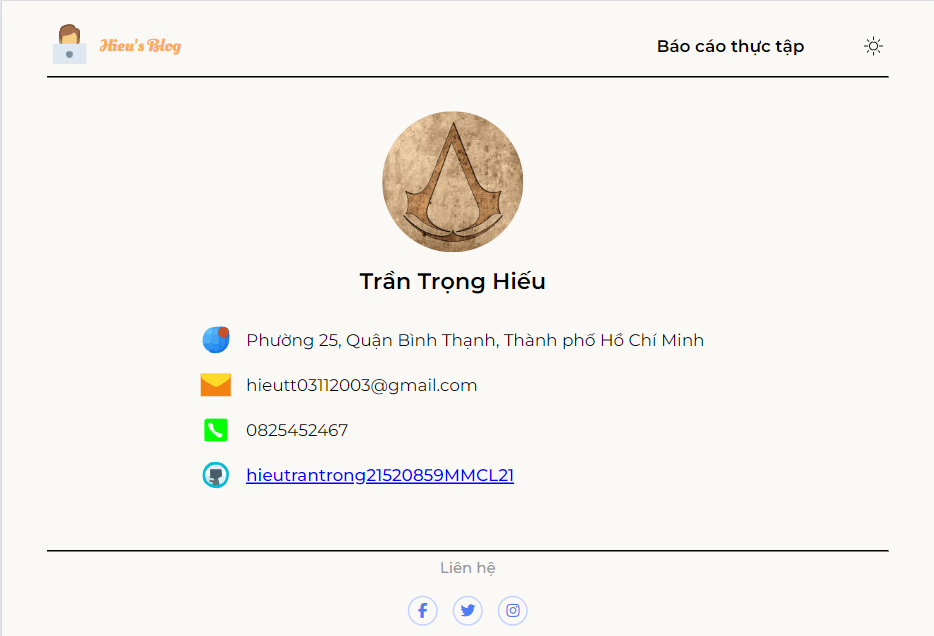 Hieu's Blog
Báo cáo thực tập
Trần Trọng Hiếu
Phường 25, Quận Bình Thạnh, Thành phố Hồ Chí Minh
hieutt03112003@gmail.com
0825452467
hieutrantrong21520859MMCL21
Liên hệ